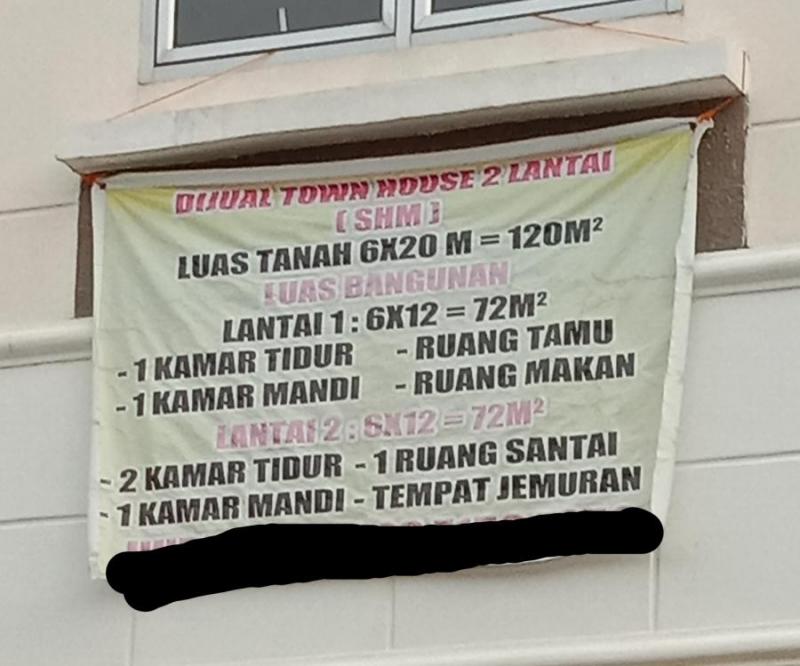 DIJUAL TOWN HOUSE 2 LANTAI
( SHM )
LUAS TANAH 6X20 M = 120M²
LUAS BANGUNAN
LANTAI 1 : 6X12 = 72M²
- 1 KAMAR TIDUR - RUANG TAMU
- 1 KAMAR MANDI - RUANG MAKAN
LANTAI 2 : 6X12 = 72M²
- 2 KAMAR TIDUR - 1 RUANG SANTAI
- 1 KAMAR MANDI - TEMPAT JEMURAN